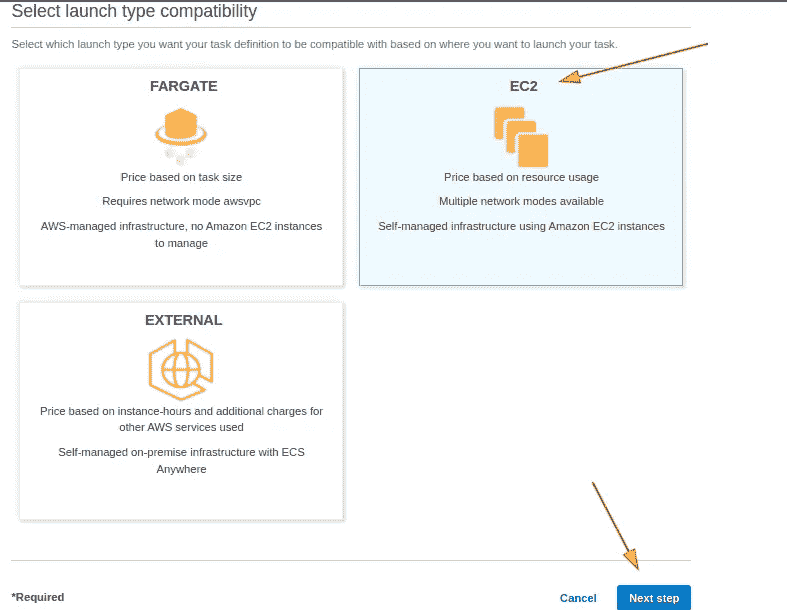 Select launch type compatibility
Select which launch type you want your task definition to be compatible with based on where you want to launch your task.
FARGATE
Price based on task size
Requires network mode awsvpc
AWS-managed infrastructure, no Amazon EC2 instances
to manage
EC2
Price based on resource usage
Multiple network modes available
Self-managed infrastructure using Amazon EC2 instances
EXTERNAL
Price based on instance-hours and additional charges for
other AWS services used
Self-managed on-premise infrastructure with ECS
Anywhere
*Required
Cancel
Next step